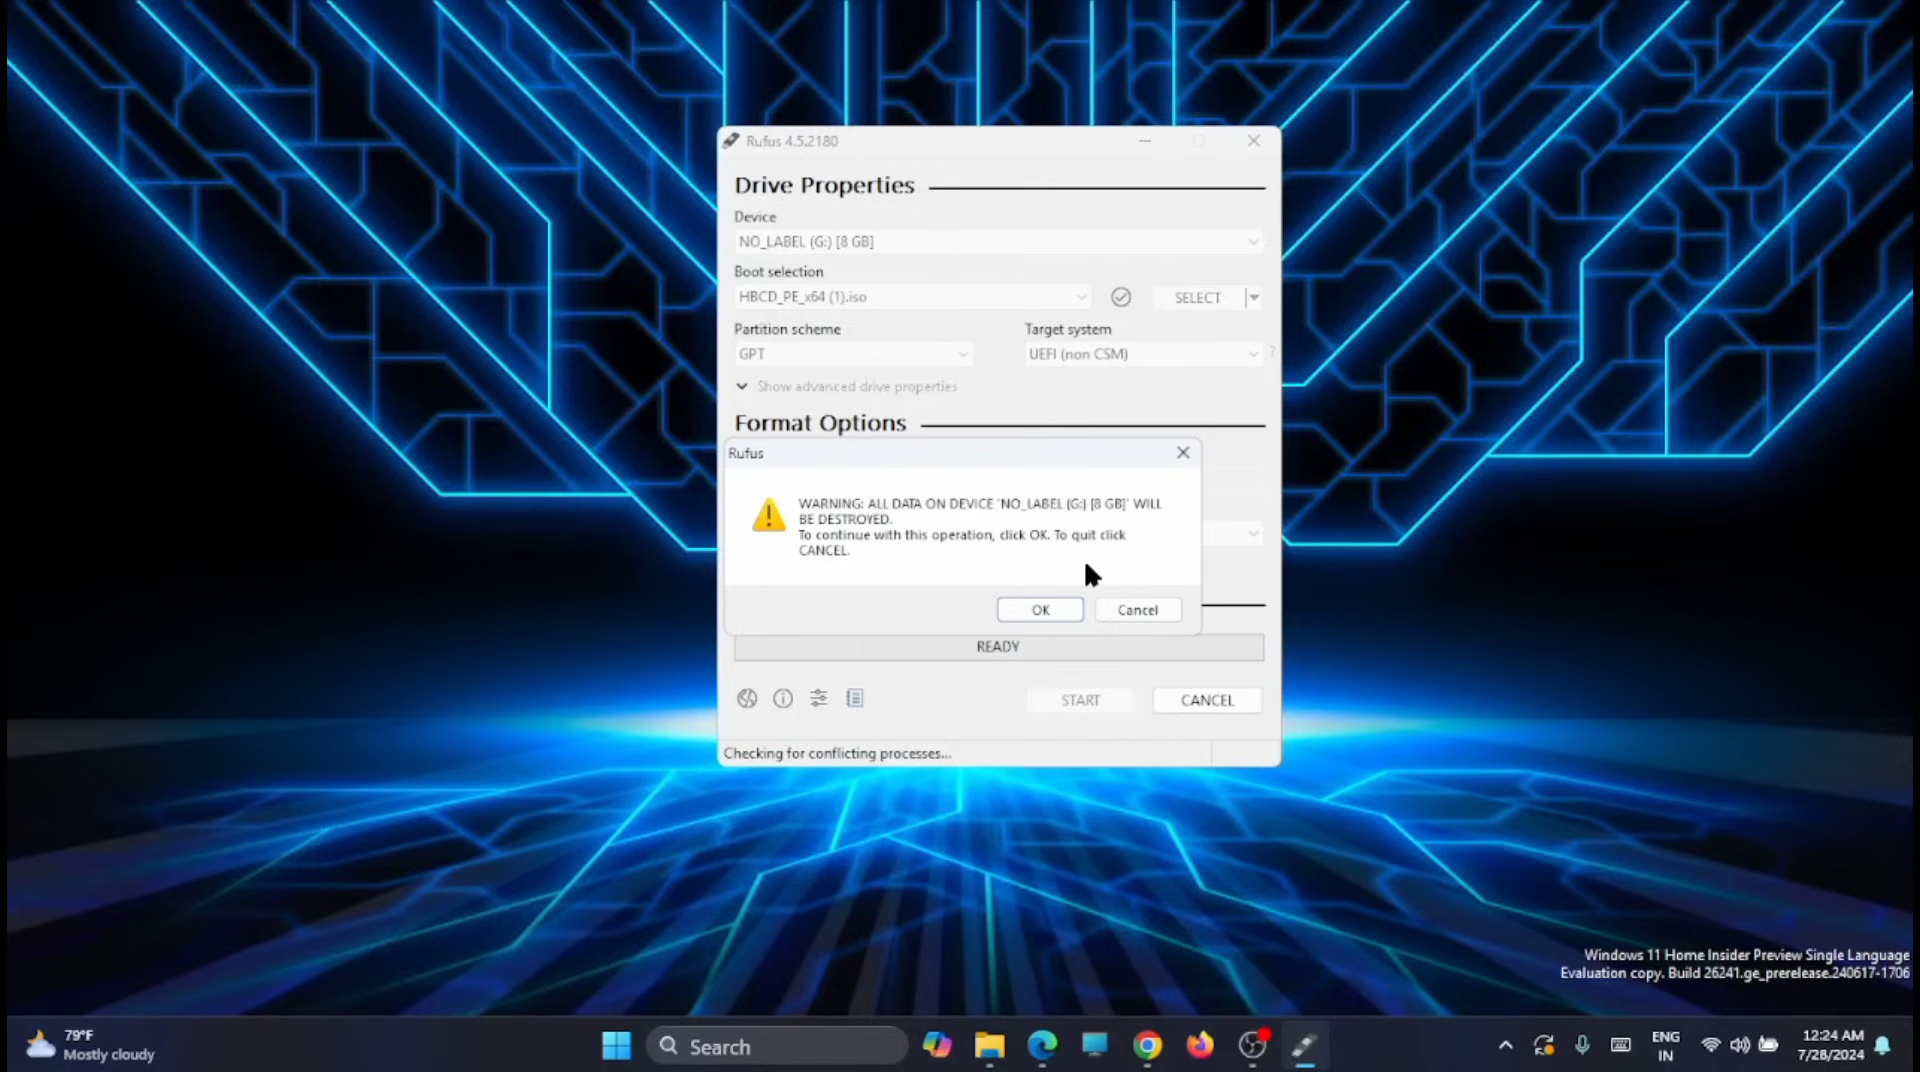 Rufus 4.5.2180
Drive Properties
Device
NO_LABEL (G:) [8 GB]
Boot selection
HBCD_PE_x64 (1).iso
SELECT
Partition scheme
Target system
GPT
UEFI (non CSM)
?
Show advanced drive properties
Format Options
Rufus
WARNING: ALL DATA ON DEVICE 'NO_LABEL (G:) [8 GB]' WILL
BE DESTROYED.
To continue with this operation, click OK. To quit click
CANCEL.
OK
Cancel
READY
START
CANCEL
Checking for conflicting processes...
Windows 11 Home Insider Preview Single Language
Evaluation copy. Build 26241.ge_prerelease.240617-1706
79°F
Mostly cloudy
Search
ENG
IN
12:24 AM
7/28/2024